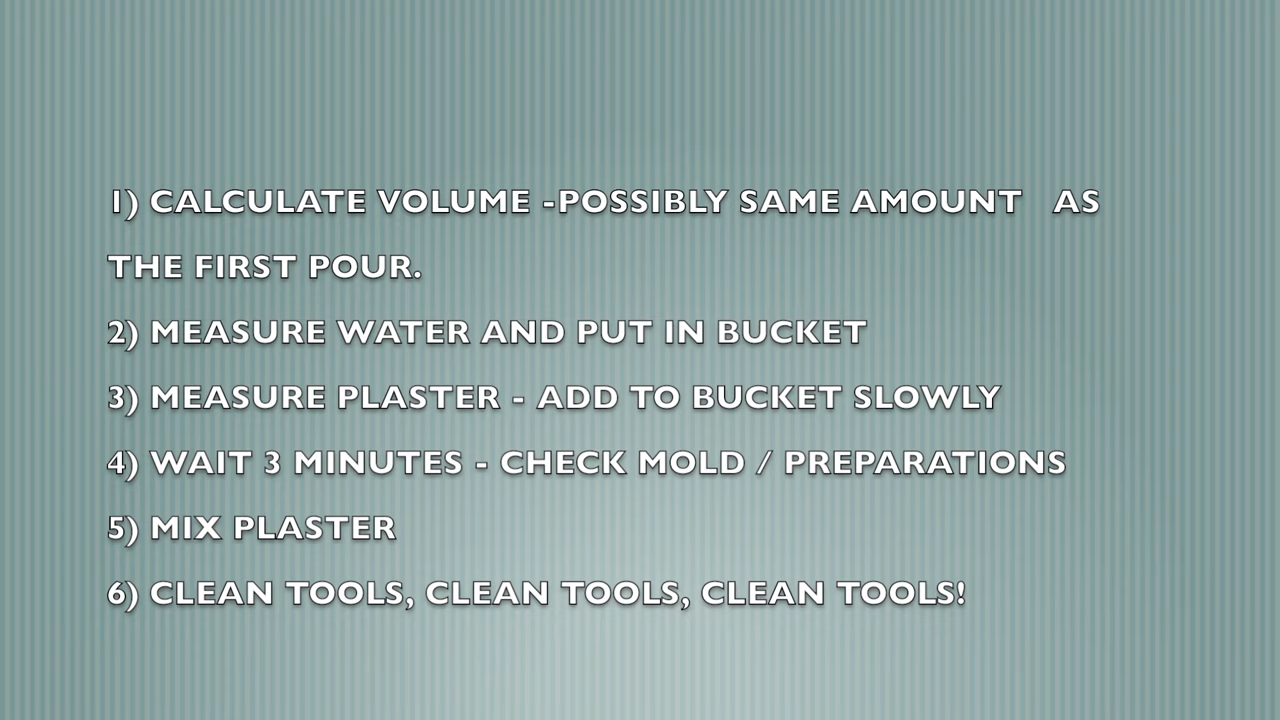 1) CALCULATE VOLUME -POSSIBLY SAME AMOUNT   AS
THE FIRST POUR.
2) MEASURE WATER AND PUT IN BUCKET
3) MEASURE PLASTER - ADD TO BUCKET SLOWLY
4) WAIT 3 MINUTES - CHECK MOLD / PREPARATIONS
5) MIX PLASTER
6) CLEAN TOOLS, CLEAN TOOLS, CLEAN TOOLS!